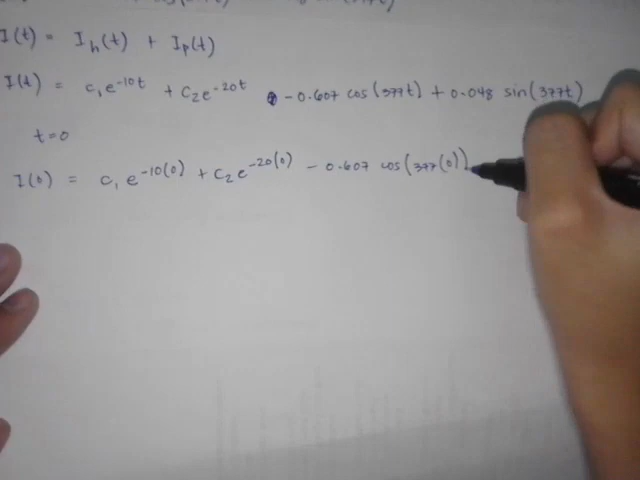 I(t) = I_h(t) + I_p(t)
I(t) = c₁e^-10t + c₂e^-20t - 0.607 cos(377t) + 0.048 sin(377t)
t=0
I(0) = c₁e^-10(0) + c₂e^-20(0) - 0.607 cos(377(0))